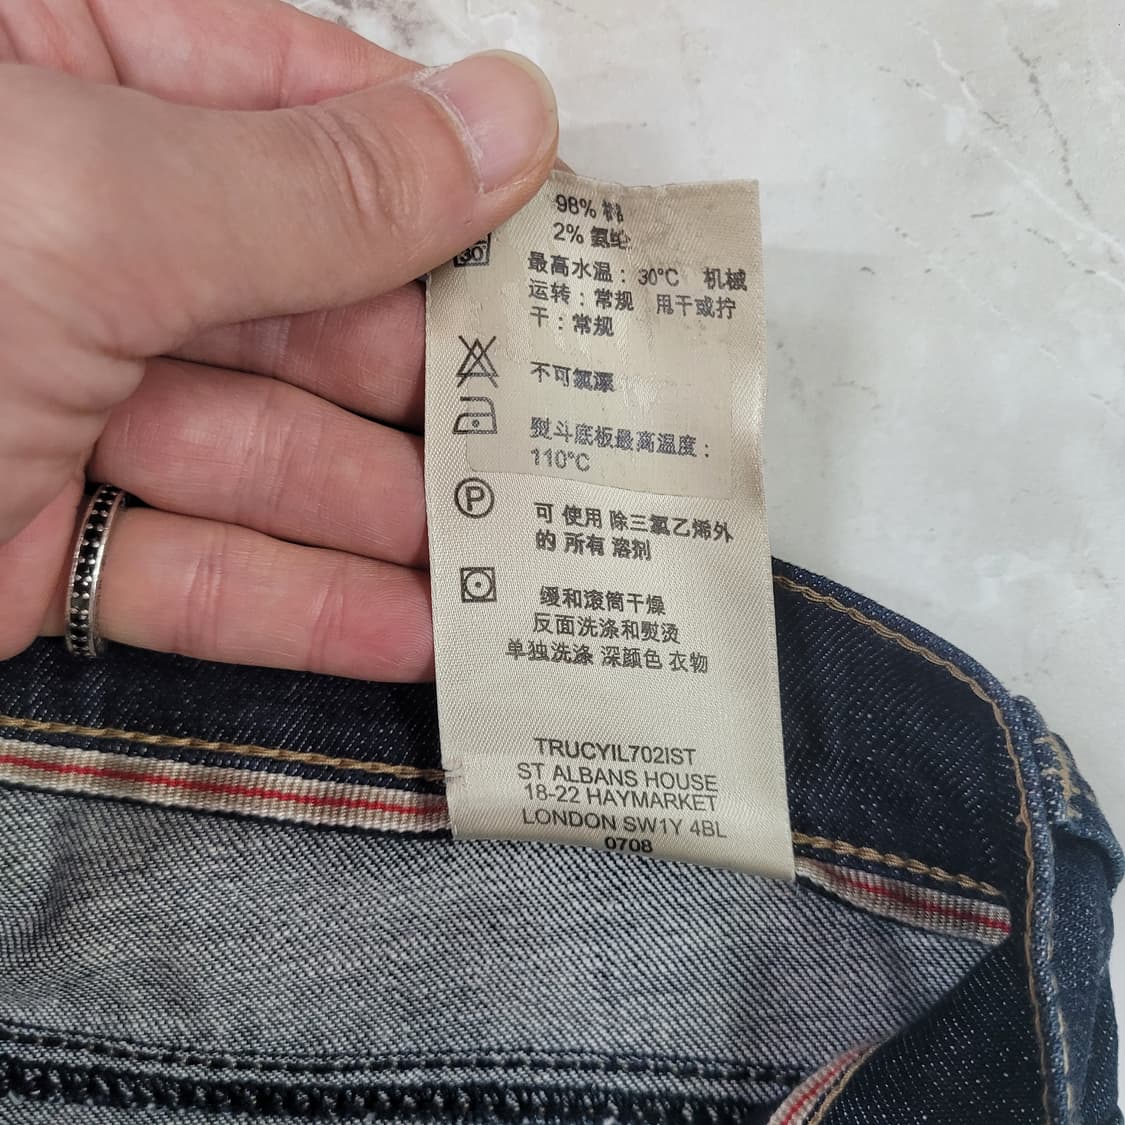 98% 棉
2% 氨纶
30
最高水温： 30°C 机械
运转：常规 甩干或拧
干：常规
不可氯漂
熨斗底板最高温度：
110°C
P
可 使用 除三氯乙烯外
的 所有 溶剂
缓和滚筒干燥
反面洗涤和熨烫
单独洗涤 深颜色 衣物
TRUCYIL702IST
ST ALBANS HOUSE
18-22 HAYMARKET
LONDON SW1Y 4BL
0708